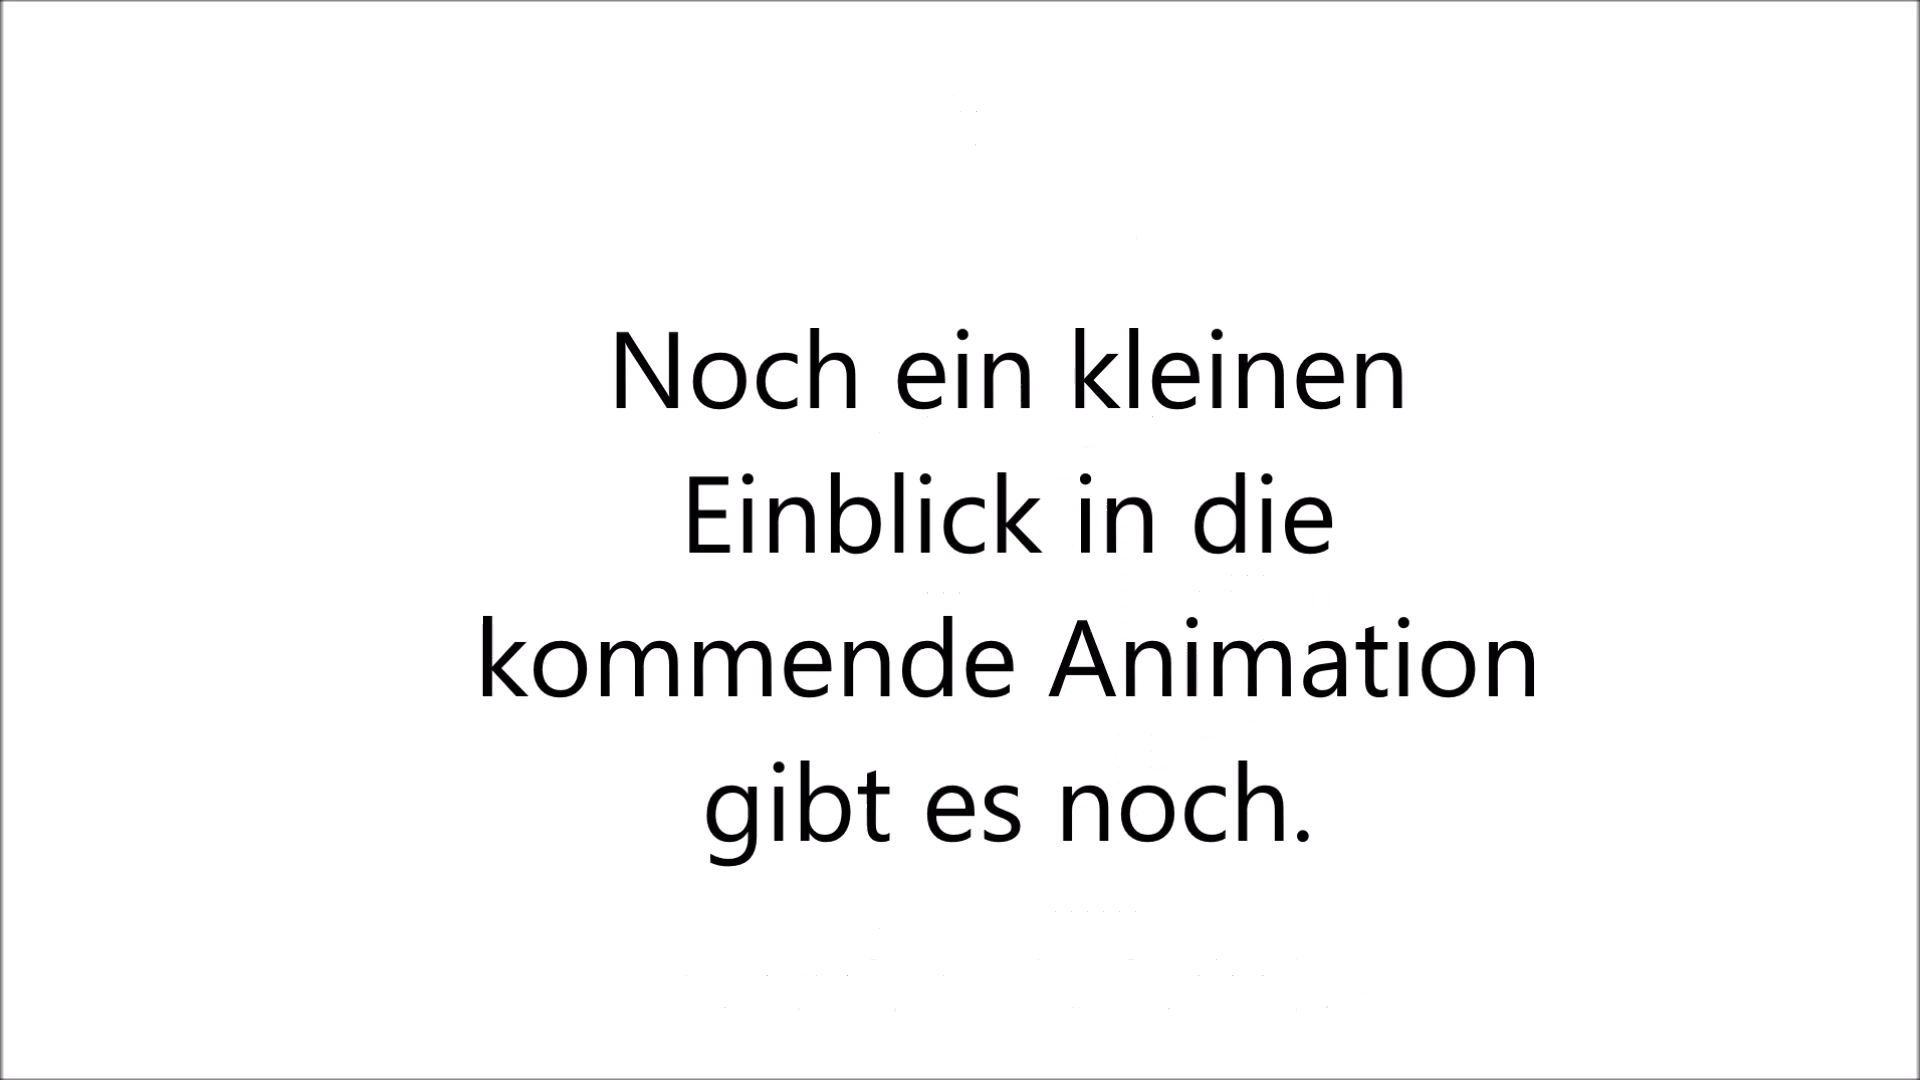 Noch ein kleinen
Einblick in die
kommende Animation
gibt es noch.